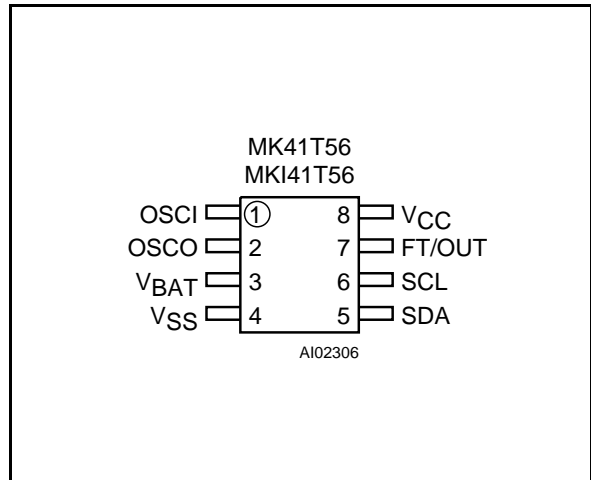 MK41T56
MKI41T56
OSCI 1 8 VCC
OSCO 2 7 FT/OUT
VBAT 3 6 SCL
VSS 4 5 SDA
AI02306